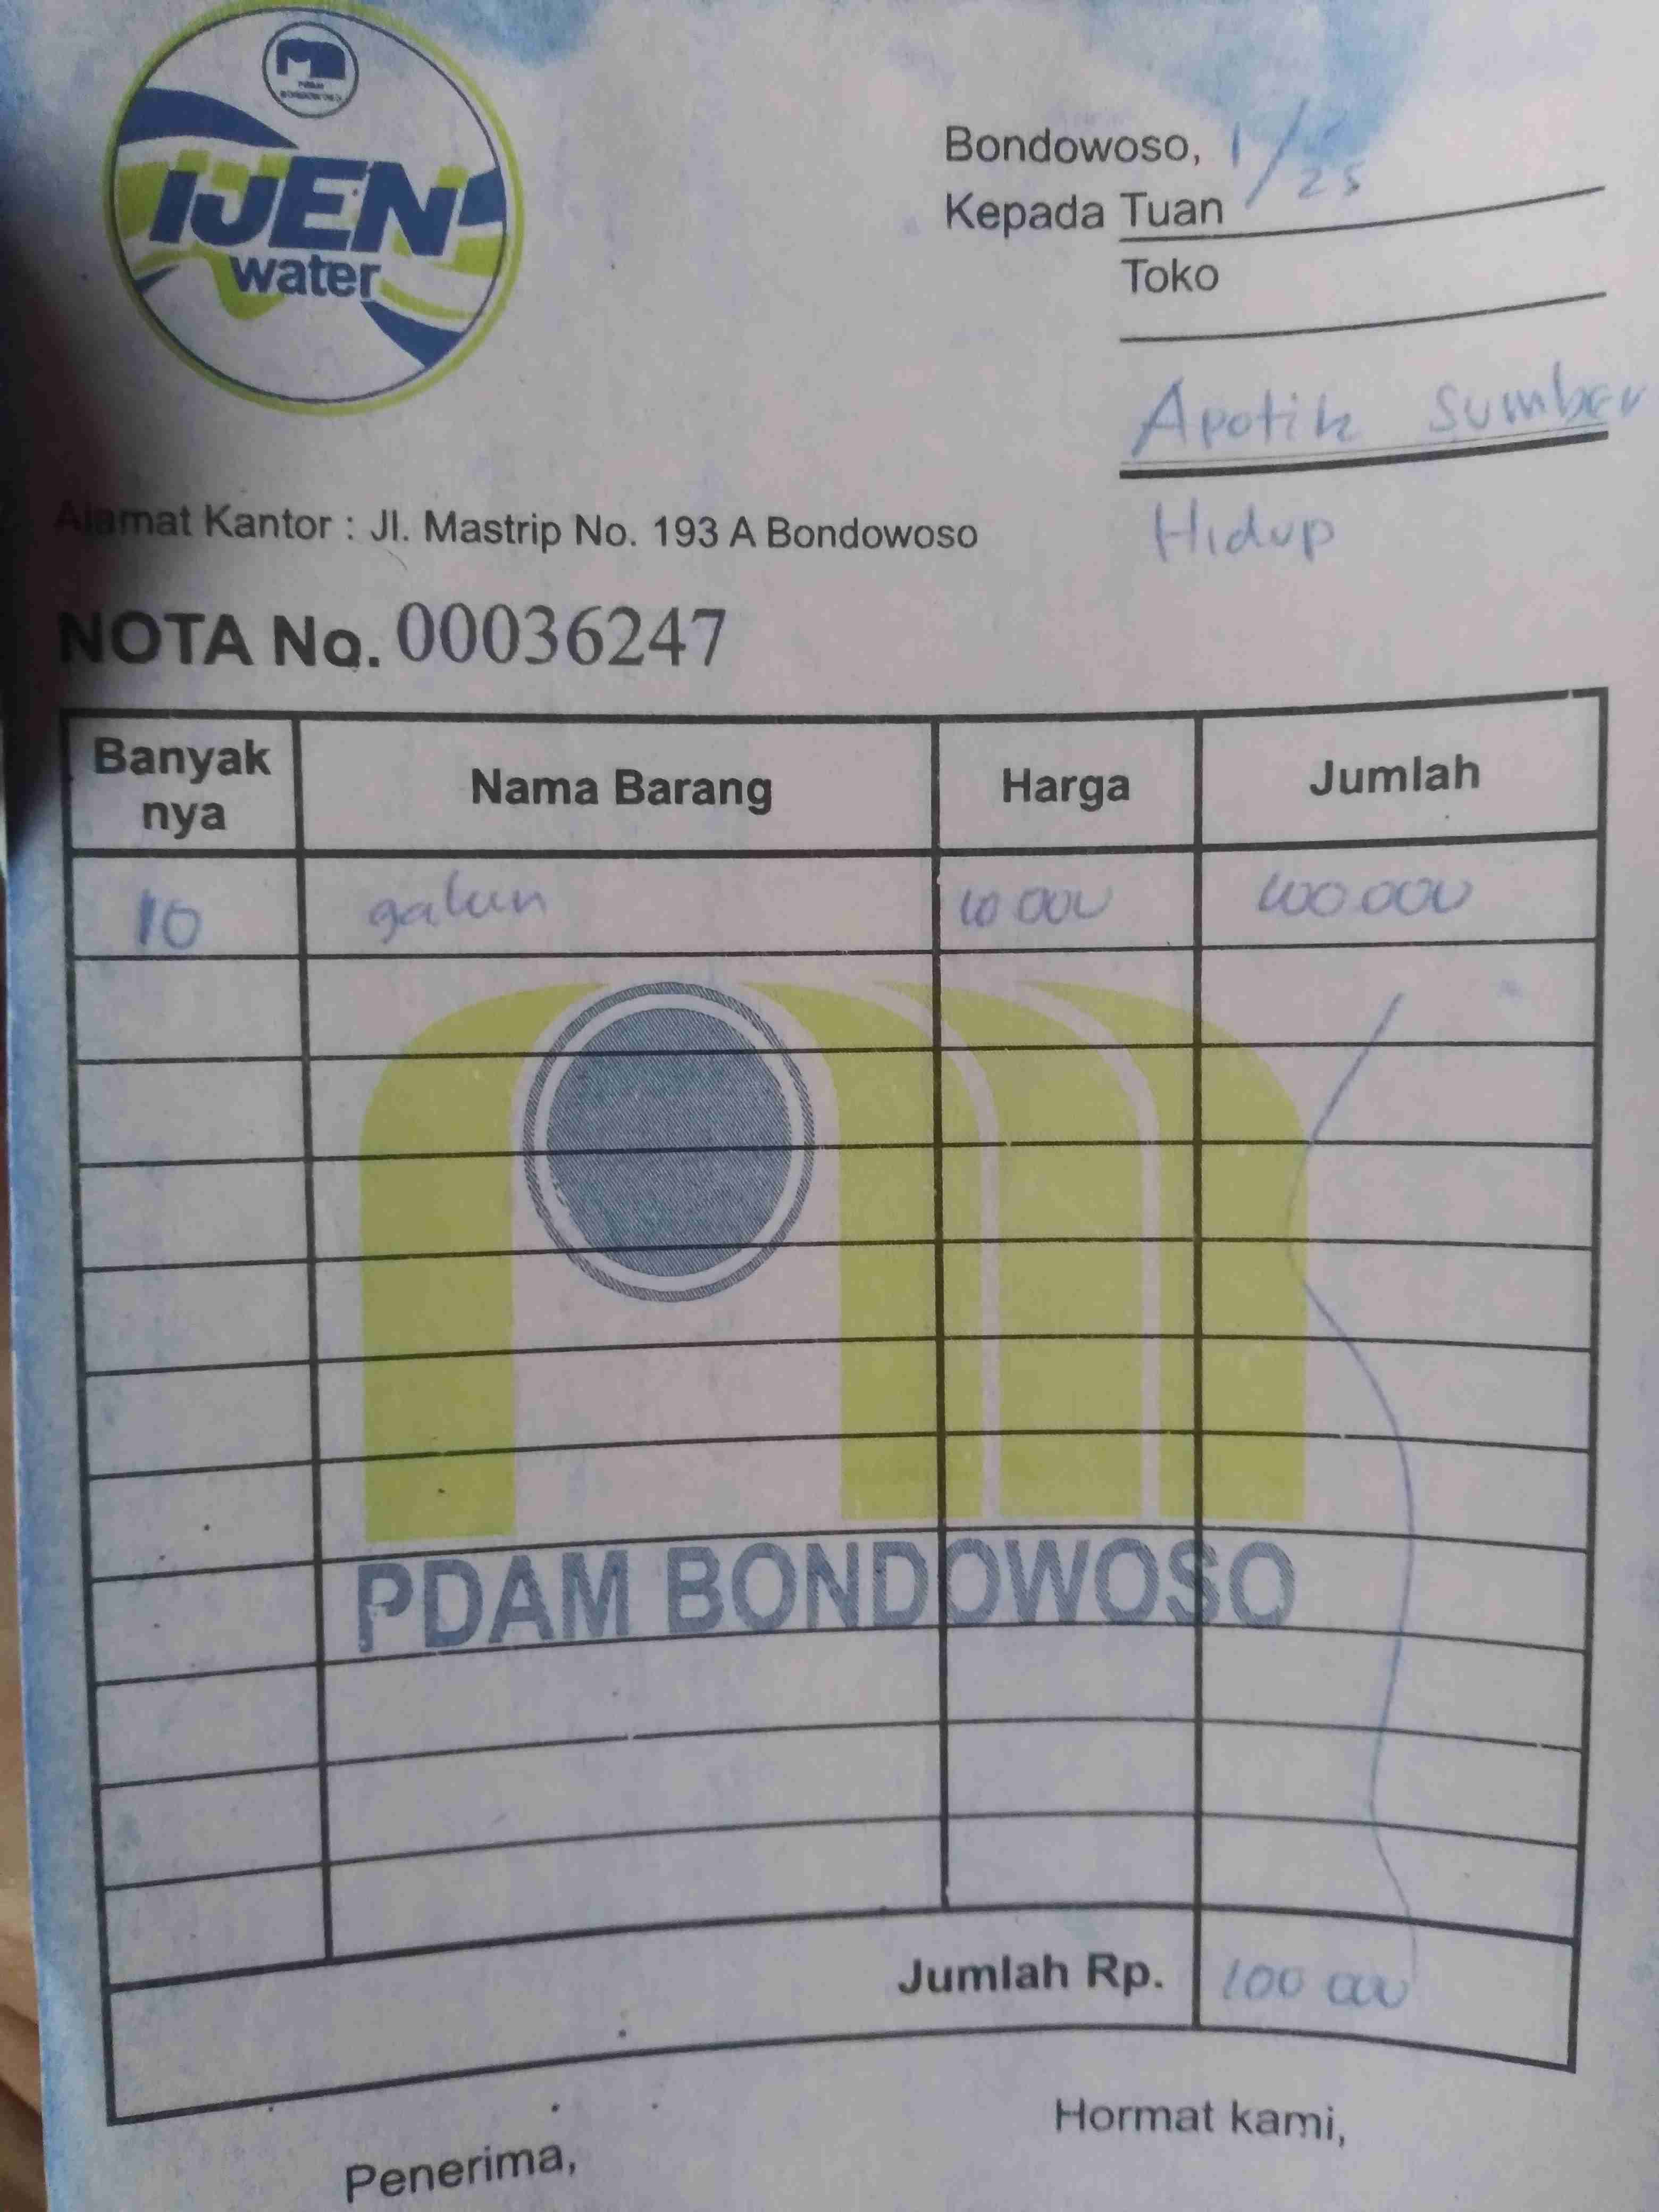 IJEN
water
Bondowoso, 1/25
Kepada Tuan
Toko
Apotik Sumber
Hidup
Alamat Kantor : Jl. Mastrip No. 193 A Bondowoso
NOTA No. 00036247
Banyak nya Nama Barang Harga Jumlah
10 galun 10 000 100.000
PDAM BONDOWOSO
Jumlah Rp. 100 000
Hormat kami,
Penerima,